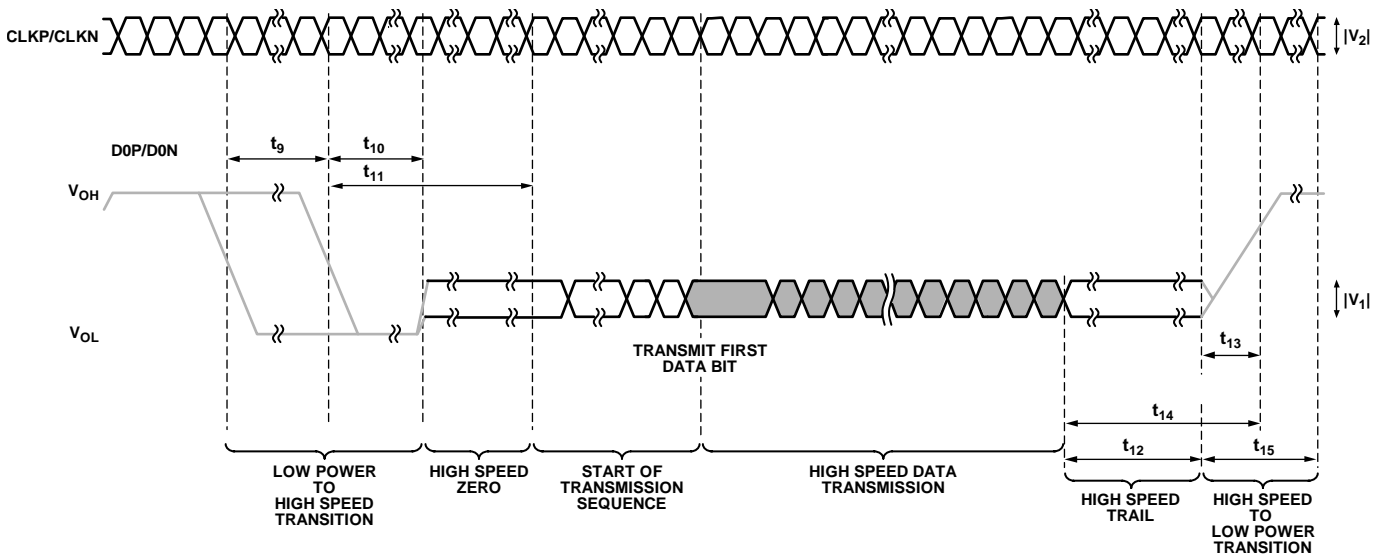 CLKP/CLKN
|V2|
t9
t10
D0P/D0N
t11
VOH
|V1|
VOL
t13
TRANSMIT FIRST
DATA BIT
t14
t12
t15
LOW POWER
TO
HIGH SPEED
TRANSITION
HIGH SPEED
ZERO
START OF
TRANSMISSION
SEQUENCE
HIGH SPEED DATA
TRANSMISSION
HIGH SPEED
TRAIL
HIGH SPEED
TO
LOW POWER
TRANSITION